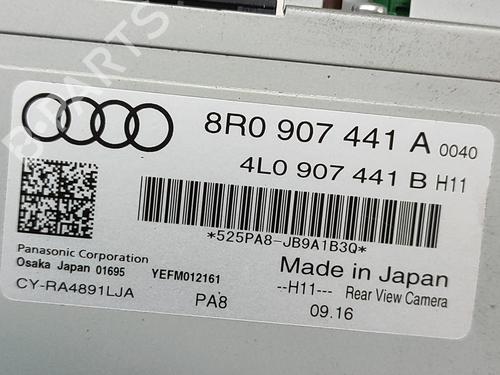 8R0 907 441 A 0040
4L0 907 441 B H11
*525PA8-JB9A1B3Q*
Panasonic Corporation
Osaka Japan 01695 YEFM012161
Made in Japan
CY-RA4891LJA PA8
--H11--- Rear View Camera
09.16
B-PARTS